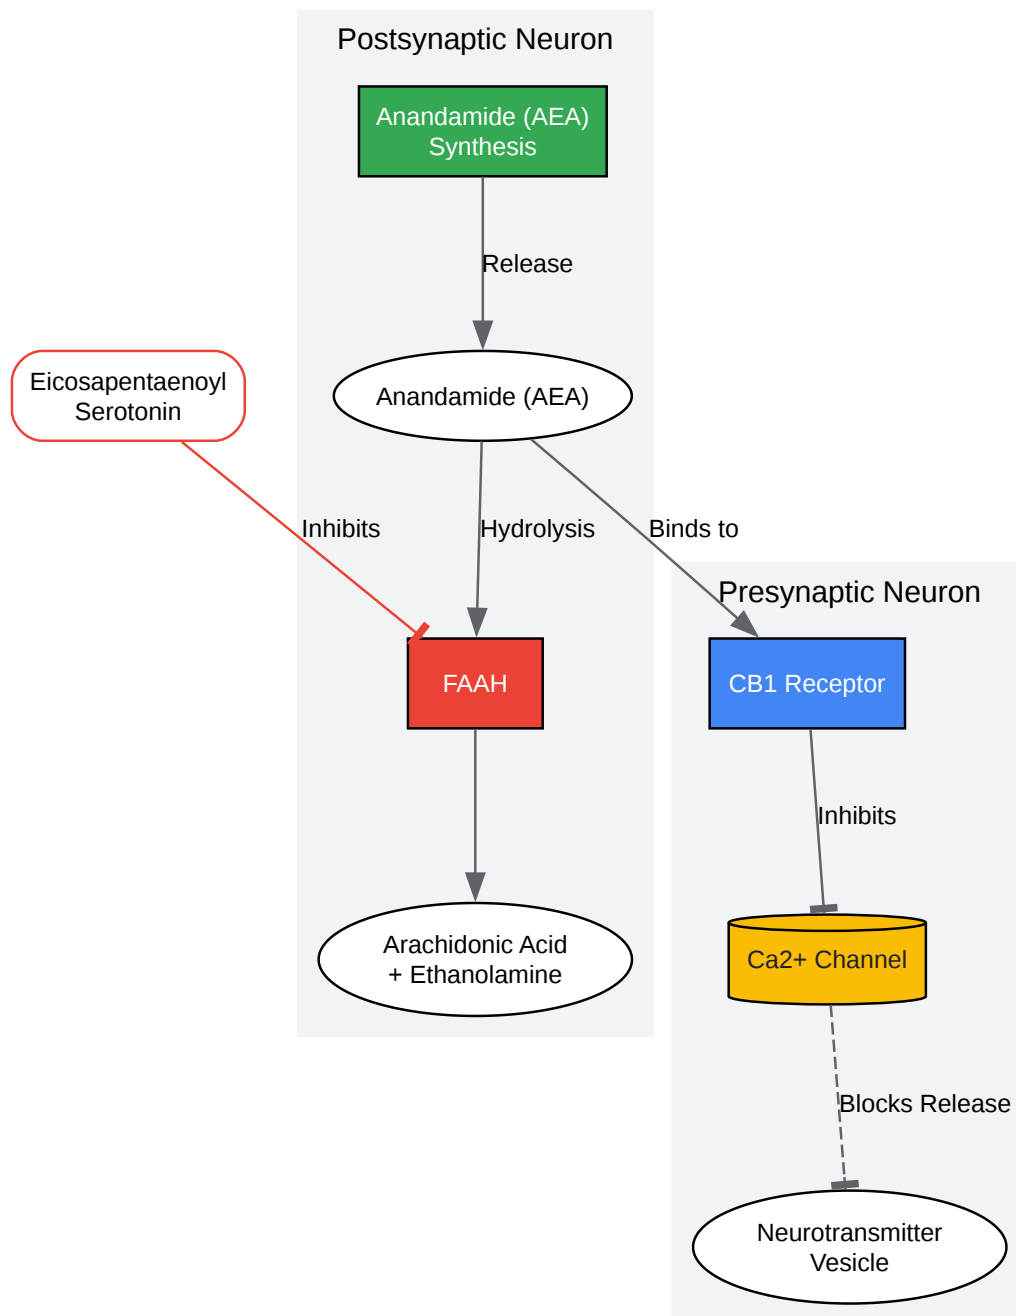 Postsynaptic Neuron
Anandamide (AEA)
Synthesis
Release
Eicosapentaenoyl
Serotonin
Anandamide (AEA)
Inhibits
Hydrolysis
Binds to
Presynaptic Neuron
FAAH
CB1 Receptor
Inhibits
Arachidonic Acid
+ Ethanolamine
Ca2+ Channel
Blocks Release
Neurotransmitter
Vesicle